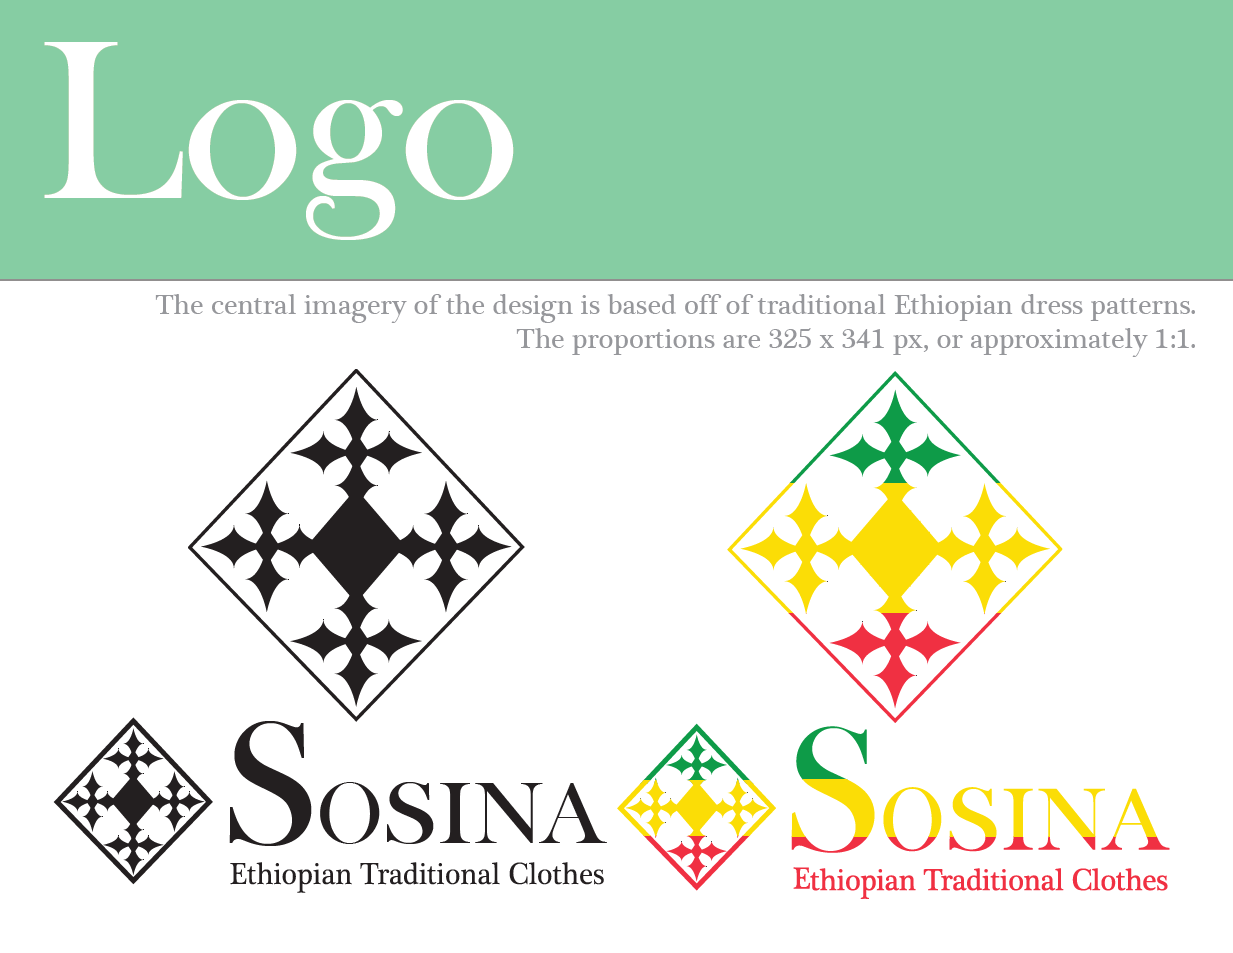 Logo
The central imagery of the design is based off of traditional Ethiopian dress patterns.
The proportions are 325 x 341 px, or approximately 1:1.
SOSINA
Ethiopian Traditional Clothes
SOSINA
Ethiopian Traditional Clothes